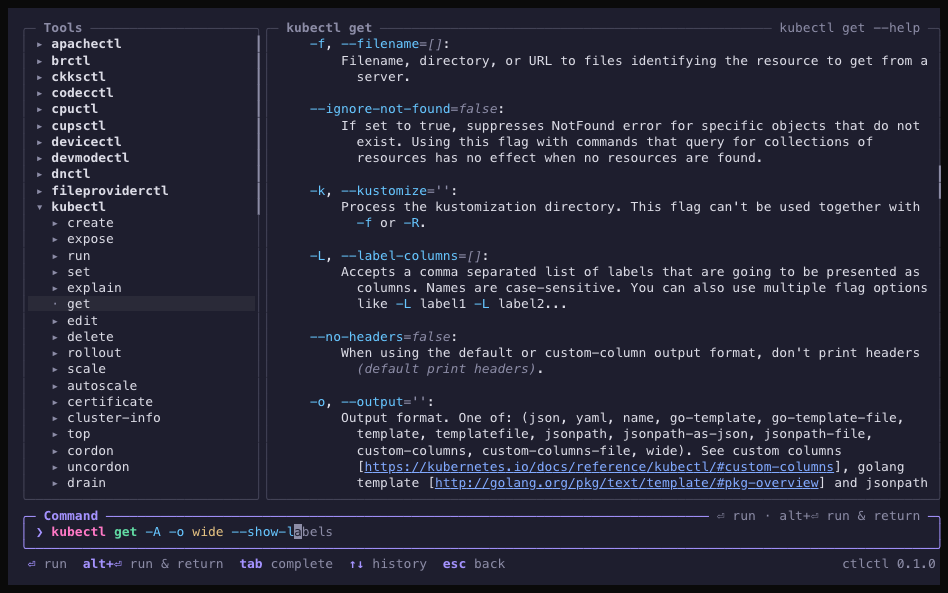 Tools
▸ apachectl
▸ brctl
▸ ckksctl
▸ codecctl
▸ cpuctl
▸ cupsctl
▸ devicectl
▸ devmodectl
▸ dnctl
▸ fileproviderctl
▾ kubectl
▸ create
▸ expose
▸ run
▸ set
▸ explain
· get
▸ edit
▸ delete
▸ rollout
▸ scale
▸ autoscale
▸ certificate
▸ cluster-info
▸ top
▸ cordon
▸ uncordon
▸ drain
kubectl get kubectl get --help
-f, --filename=[]:
Filename, directory, or URL to files identifying the resource to get from a
server.
--ignore-not-found=false:
If set to true, suppresses NotFound error for specific objects that do not
exist. Using this flag with commands that query for collections of
resources has no effect when no resources are found.
-k, --kustomize='':
Process the kustomization directory. This flag can't be used together with
-f or -R.
-L, --label-columns=[]:
Accepts a comma separated list of labels that are going to be presented as
columns. Names are case-sensitive. You can also use multiple flag options
like -L label1 -L label2...
--no-headers=false:
When using the default or custom-column output format, don't print headers
(default print headers).
-o, --output='':
Output format. One of: (json, yaml, name, go-template, go-template-file,
template, templatefile, jsonpath, jsonpath-as-json, jsonpath-file,
custom-columns, custom-columns-file, wide). See custom columns
[https://kubernetes.io/docs/reference/kubectl/#custom-columns], golang
template [http://golang.org/pkg/text/template/#pkg-overview] and jsonpath
Command ⏎ run · alt+⏎ run & return
❯ kubectl get -A -o wide --show-labels
⏎ run alt+⏎ run & return tab complete ↑↓ history esc back ctlctl 0.1.0